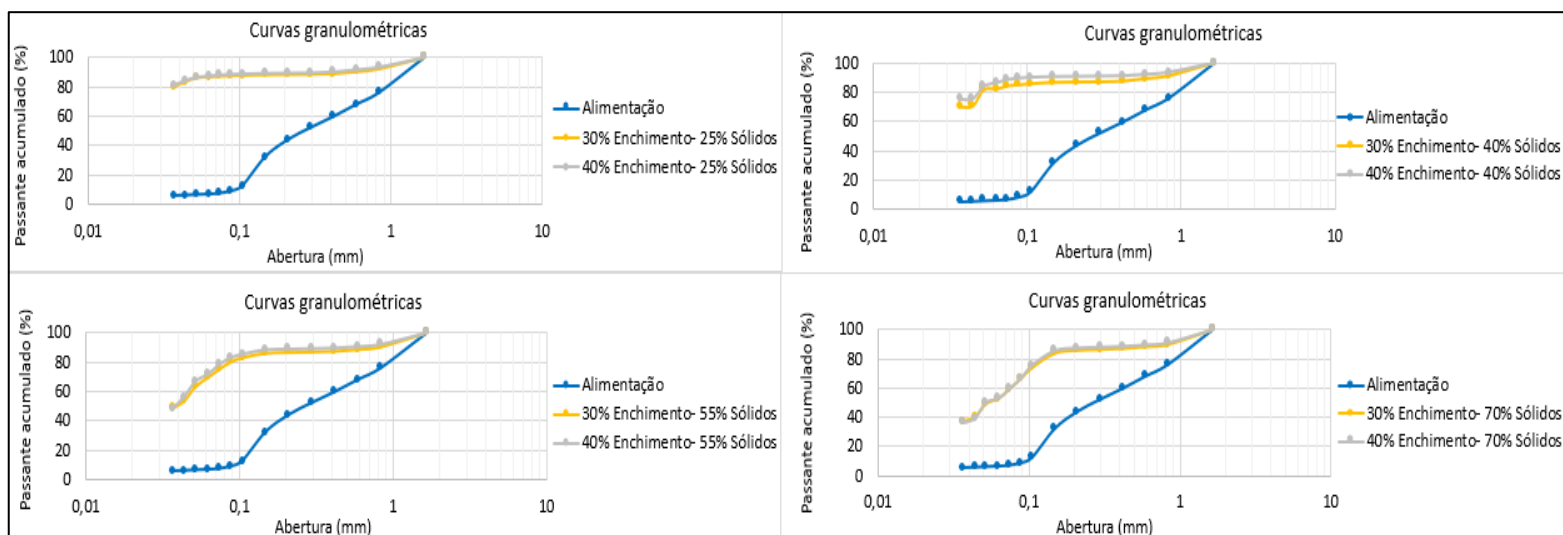 Curvas granulométricas
Passante acumulado (%)
100
80
60
40
20
0
0,01
0,1
1
10
Abertura (mm)
Alimentação
30% Enchimento- 25% Sólidos
40% Enchimento- 25% Sólidos
Curvas granulométricas
Passante acumulado (%)
100
80
60
40
20
0
0,01
0,1
1
10
Abertura (mm)
Alimentação
30% Enchimento- 40% Sólidos
40% Enchimento- 40% Sólidos
Curvas granulométricas
Passante acumulado (%)
100
80
60
40
20
0
0,01
0,1
1
10
Abertura (mm)
Alimentação
30% Enchimento- 55% Sólidos
40% Enchimento- 55% Sólidos
Curvas granulométricas
Passante acumulado (%)
100
80
60
40
20
0
0,01
0,1
1
10
Abertura (mm)
Alimentação
30% Enchimento- 70% Sólidos
40% Enchimento- 70% Sólidos